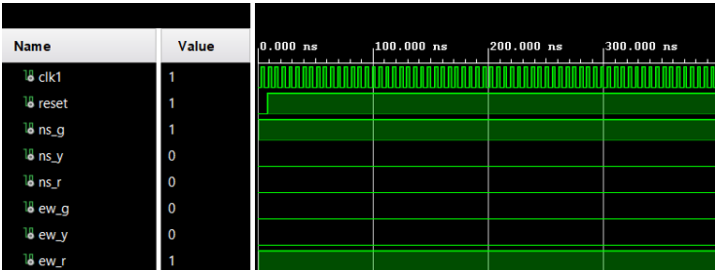 Name Value 0.000 ns 100.000 ns 200.000 ns 300.000 ns
clk1 1
reset 1
ns_g 1
ns_y 0
ns_r 0
ew_g 0
ew_y 0
ew_r 1